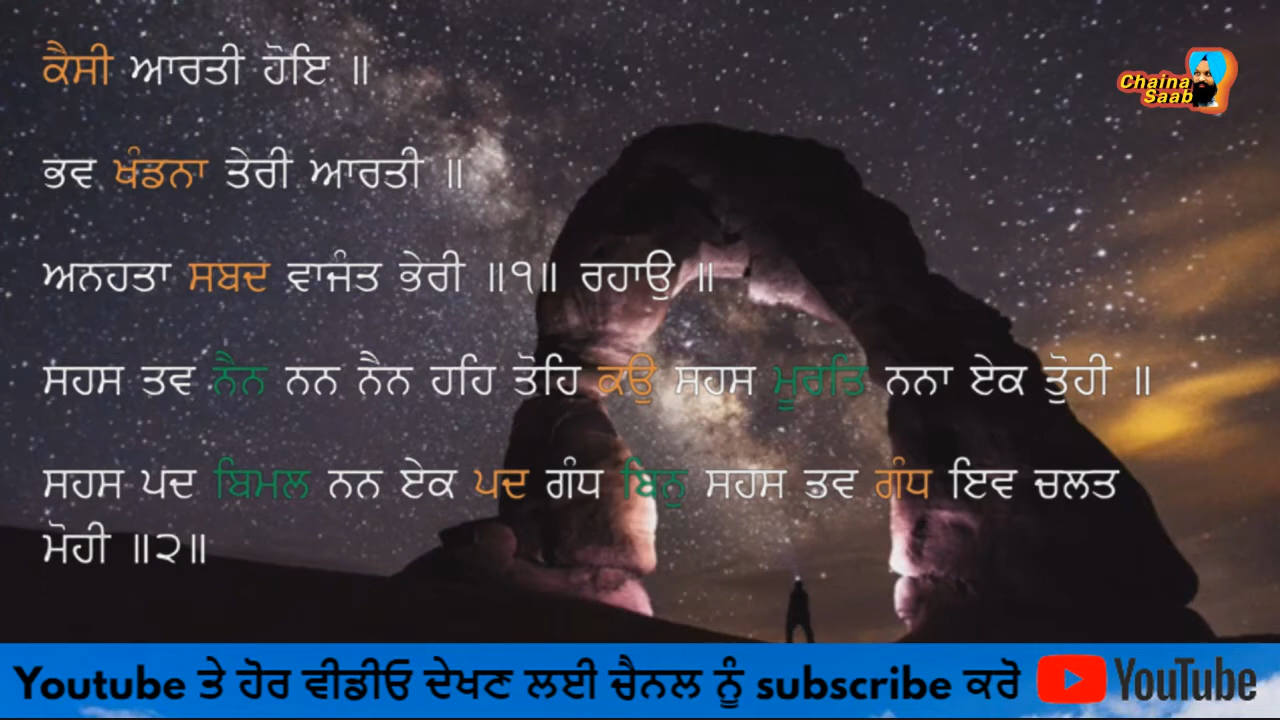 ਕੈਸੀ ਆਰਤੀ ਹੋਇ ॥
Chaina
Saab
ਭਵ ਖੰਡਨਾ ਤੇਰੀ ਆਰਤੀ ॥
ਅਨਹਤਾ ਸਬਦ ਵਾਜੰਤ ਭੇਰੀ ॥੧॥ ਰਹਾਉ ॥
ਸਹਸ ਤਵ ਨੈਨ ਨਨ ਨੈਨ ਹਹਿ ਤੋਹਿ ਕਉ ਸਹਸ ਮੂਰਤਿ ਨਨਾ ਏਕ ਤੋੁਹੀ ॥
ਸਹਸ ਪਦ ਬਿਮਲ ਨਨ ਏਕ ਪਦ ਗੰਧ ਬਿਨੁ ਸਹਸ ਤਵ ਗੰਧ ਇਵ ਚਲਤ
ਮੋਹੀ ॥੨॥
Youtube ਤੇ ਹੋਰ ਵੀਡੀਓ ਦੇਖਣ ਲਈ ਚੈਨਲ ਨੂੰ subscribe ਕਰੋ YouTube